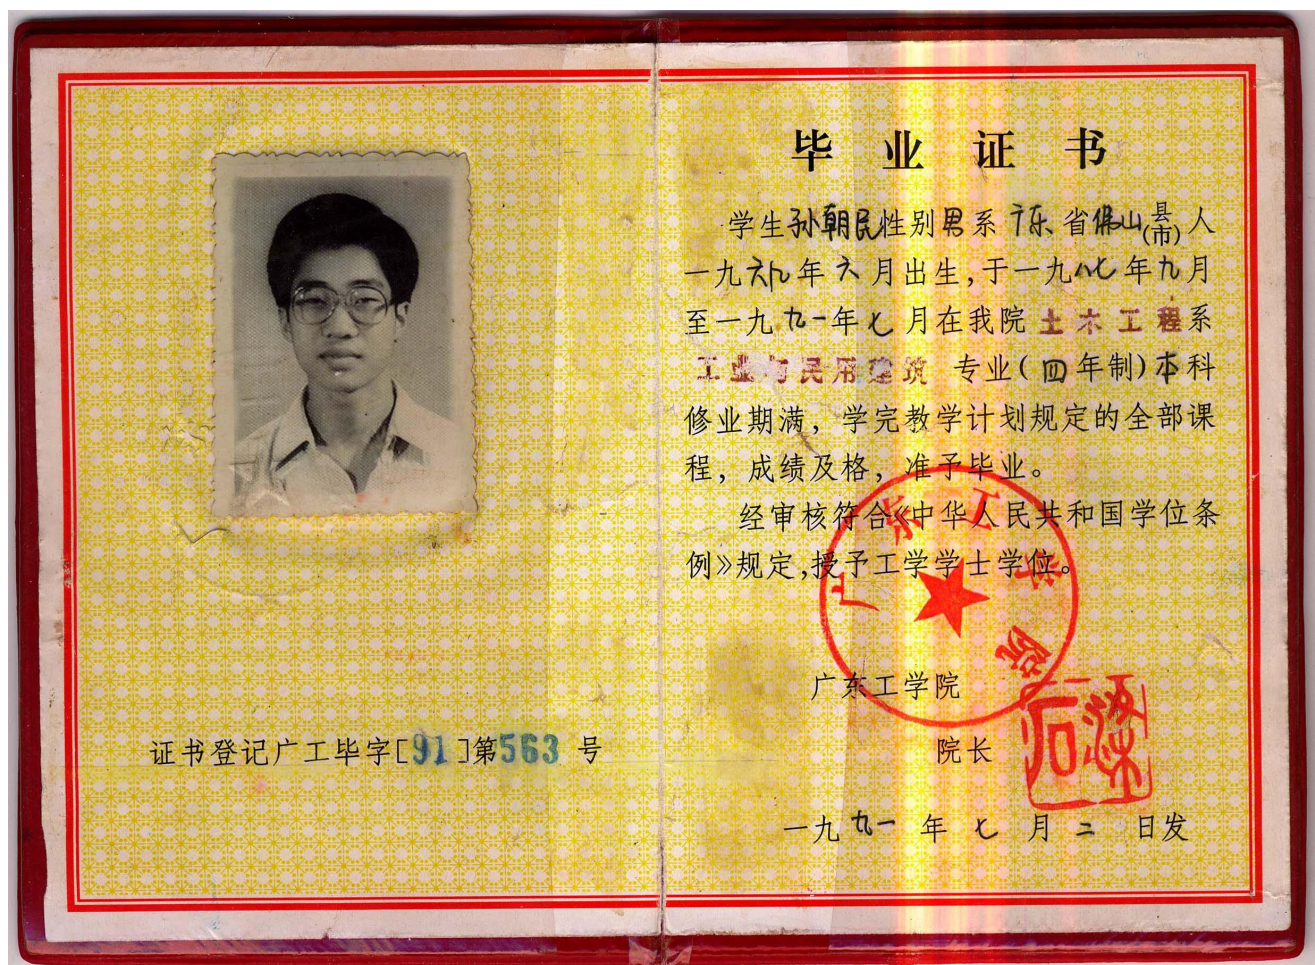 证书登记广工毕字[91]第563号
毕业证书
学生孙朝民性别男系广东省佛山县(市)人
一九六九年六月出生,于一九八七年九月
至一九九一年七月在我院土木工程系
工业与民用建筑 专业(四年制)本科
修业期满,学完教学计划规定的全部课
程,成绩及格,准予毕业。
经审核符合《中华人民共和国学位条
例》规定,授予工学学士学位。
广东工学院
广东工学院
院长
一九九一年七月二日发